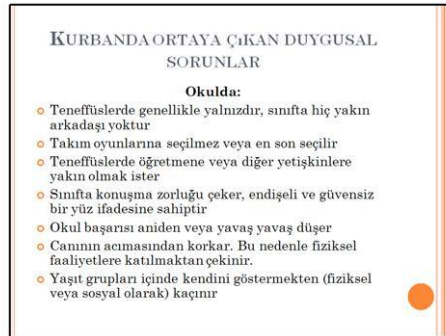 KURBANDA ORTAYA ÇıKAN DUYGUSAL
SORUNLAR
Okulda:
Teneffüslerde genellikle yalnızdır, sınıfta hiç yakın
arkadaşı yoktur
Takım oyunlarına seçilmez veya en son seçilir
Teneffüslerde öğretmene veya diğer yetişkinlere
yakın olmak ister
Sınıfta konuşma zorluğu çeker, endişeli ve güvensiz
bir yüz ifadesine sahiptir
Okul başarısı aniden veya yavaş yavaş düşer
Canının acımasından korkar. Bu nedenle fiziksel
faaliyetlere katılmaktan çekinir.
Yaşıt grupları içinde kendini göstermekten (fiziksel
veya sosyal olarak) kaçınır